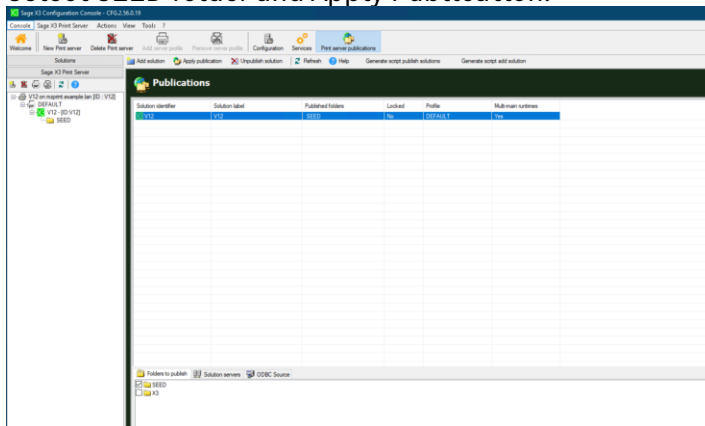 Select SEED folder and Apply Publication.
Sage X3 Configuration Console - CFG.2.56.0.19
Console Sage X3 Print Server Actions View Tools ?
Welcome New Print server Delete Print server Add server profile Remove server profile Configuration Services Print server publications
Solutions
Add solution Apply publication Unpublish solution Refresh Help Generate script publish solutions Generate script add solution
Sage X3 Print Server
Publications
V12 on nsprint example lan [ID : V12]
DEFAULT
V12 - [ID:V12]
SEED
Solution identifier Solution label Published folders Locked Profile Multi-main runtimes
V12 V12 SEED No DEFAULT Yes
Folders to publish Solution servers ODBC Source
SEED
X3